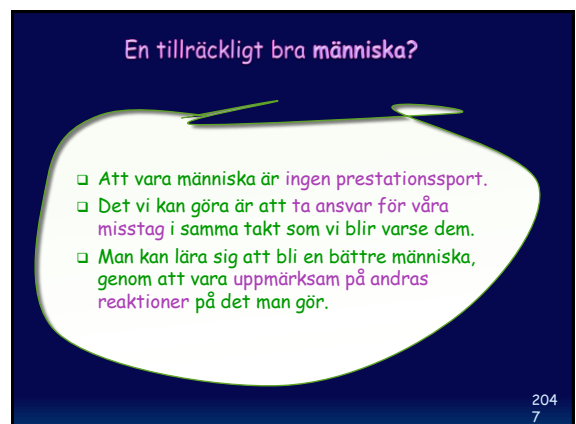 En tillräckligt bra människa?
❑ Att vara människa är ingen prestationssport.
❑ Det vi kan göra är att ta ansvar för våra
misstag i samma takt som vi blir varse dem.
❑ Man kan lära sig att bli en bättre människa,
genom att vara uppmärksam på andras
reaktioner på det man gör.
204
7